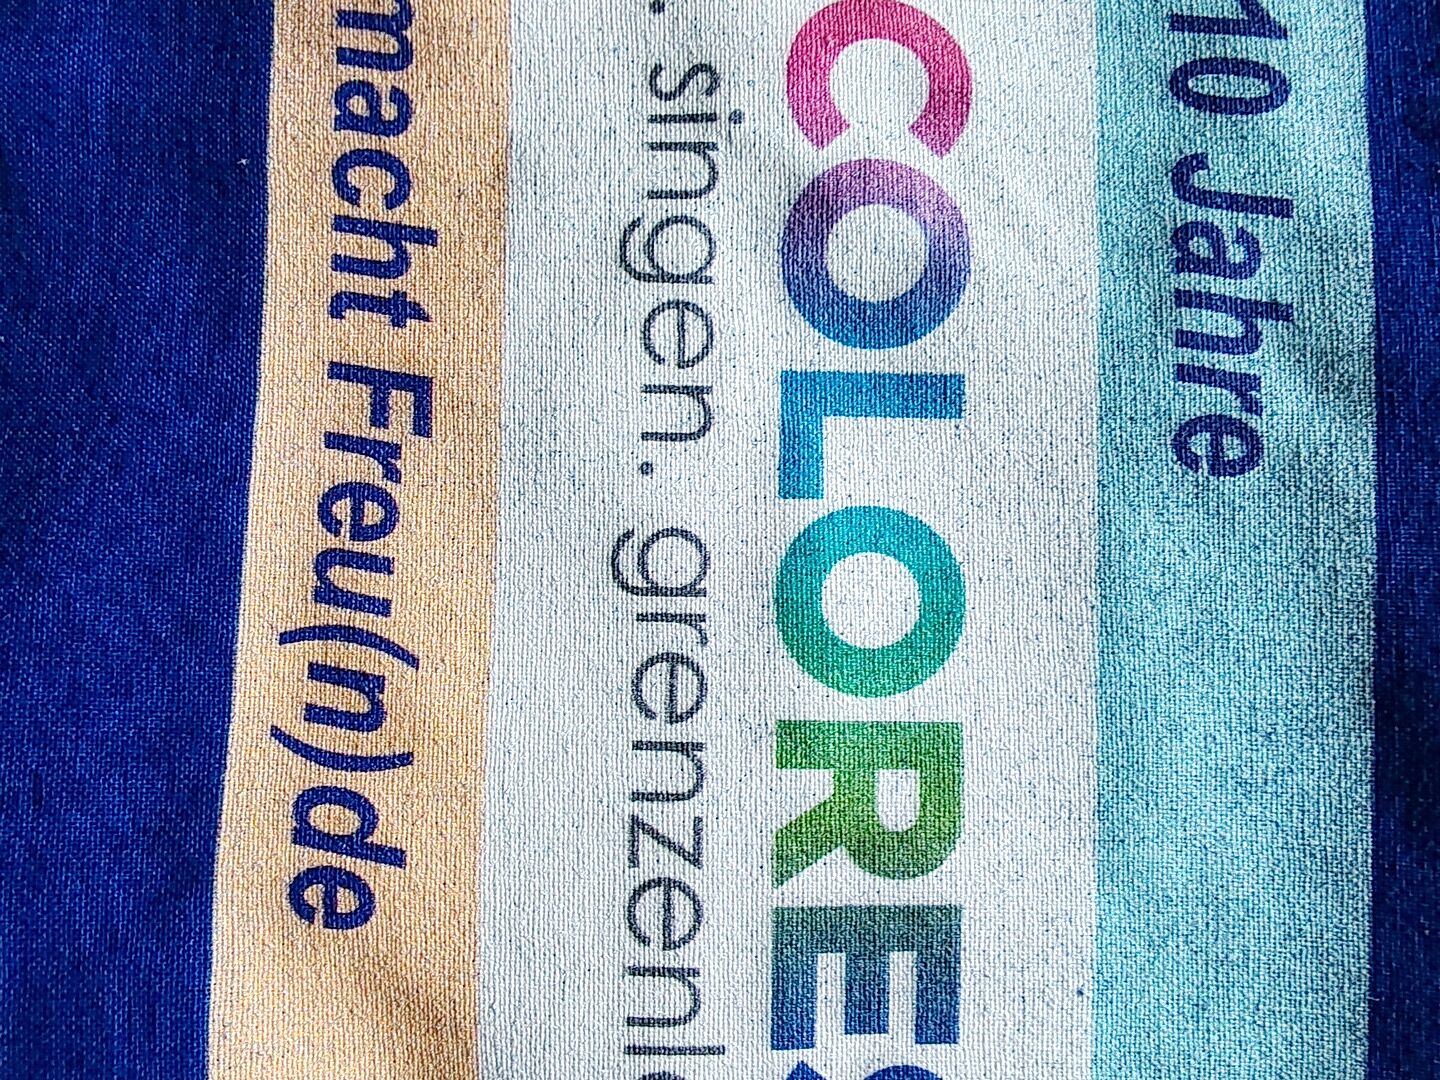 10 Jahre
COLORES
. singen. grenzenl
macht Freu(n)de